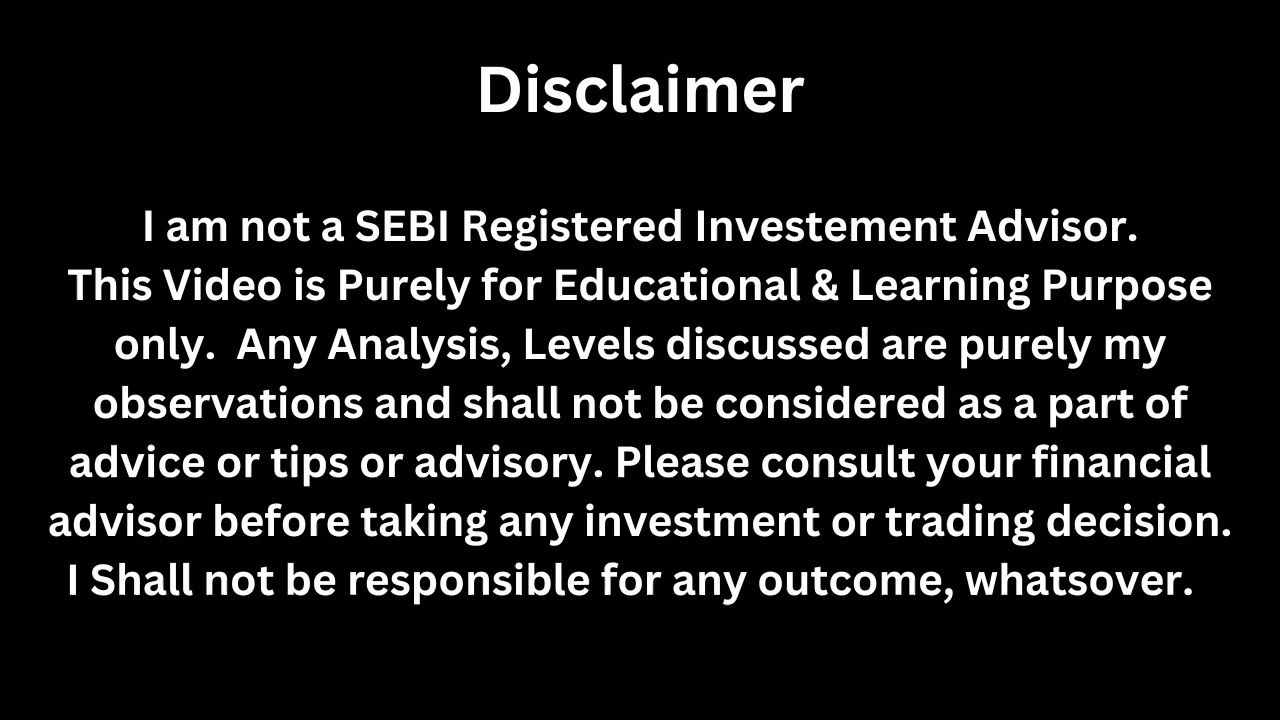 Disclaimer
I am not a SEBI Registered Investement Advisor.
This Video is Purely for Educational & Learning Purpose
only.  Any Analysis, Levels discussed are purely my
observations and shall not be considered as a part of
advice or tips or advisory. Please consult your financial
advisor before taking any investment or trading decision.
I Shall not be responsible for any outcome, whatsover.